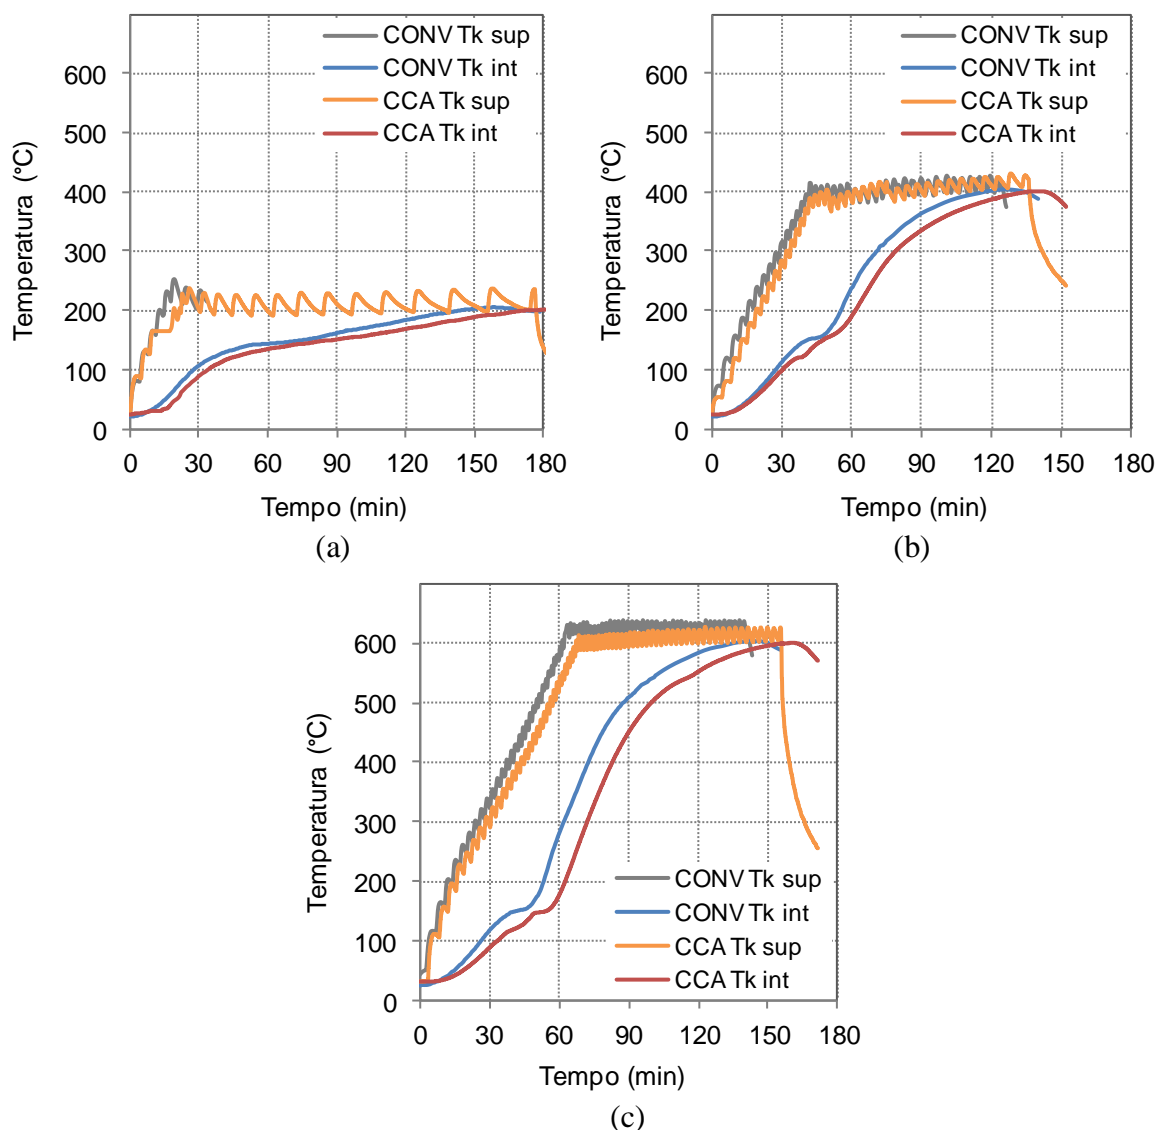 CONV Tk sup
CONV Tk int
CCA Tk sup
CCA Tk int
600
500
400
300
200
100
0
Temperatura (°C)
0 30 60 90 120 150 180
Tempo (min)
(a)
CONV Tk sup
CONV Tk int
CCA Tk sup
CCA Tk int
600
500
400
300
200
100
0
Temperatura (°C)
0 30 60 90 120 150 180
Tempo (min)
(b)
600
500
400
300
200
100
0
Temperatura (°C)
CONV Tk sup
CONV Tk int
CCA Tk sup
CCA Tk int
0 30 60 90 120 150 180
Tempo (min)
(c)